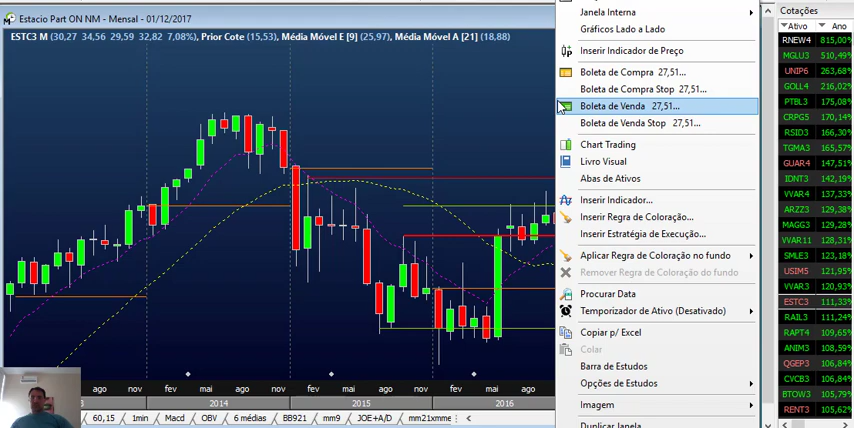 Estacio Part ON NM - Mensal - 01/12/2017
ESTC3 M (30,27 34,56 29,59 32,82 7,08%), Prior Cote (15,53), Média Móvel E [9] (25,97), Média Móvel A [21] (18,88)
ago nov fev mai ago nov fev mai ago nov fev mai ago
2014 2015 2016
60,15 1min Macd OBV 6 médias BB921 mm9 JOE+A/D mm21xmme
Janela Interna
Gráficos Lado a Lado
Inserir Indicador de Preço
Boleta de Compra 27,51...
Boleta de Compra Stop 27,51...
Boleta de Venda 27,51...
Boleta de Venda Stop 27,51...
Chart Trading
Livro Visual
Abas de Ativos
Inserir Indicador...
Inserir Regra de Coloração...
Inserir Estratégia de Execução...
Aplicar Regra de Coloração no fundo
Remover Regra de Coloração do fundo
Procurar Data
Temporizador de Ativo (Desativado)
Copiar p/ Excel
Colar
Barra de Estudos
Opções de Estudos
Imagem
Duplicar Janela
Cotações
Ativo Ano
RNEW4 815,00%
MGLU3 510,49%
UNIP6 263,68%
GOLL4 216,02%
PTBL3 175,08%
CRPG5 170,14%
RSID3 166,30%
TGMA3 165,57%
GUAR4 147,51%
IDNT3 142,19%
VVAR4 137,33%
ARZZ3 129,38%
MAGG3 129,28%
VVAR11 128,31%
SMLE3 123,18%
USIM5 121,95%
VVAR3 120,93%
ESTC3 111,33%
RAIL3 111,24%
RAPT4 109,65%
ANIM3 108,69%
QGEP3 106,63%
CVCB3 106,61%
BTOW3 105,79%
RENT3 105,62%